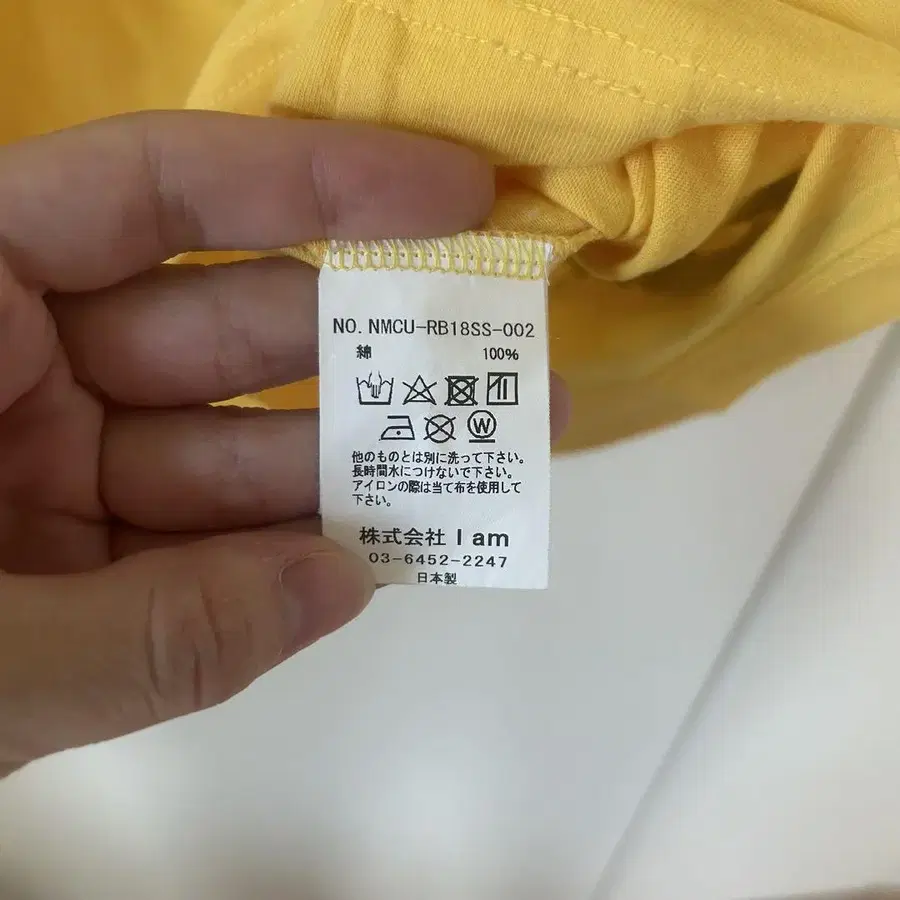 NO. NMCU-RB18SS-002
綿 100%
W
他のものとは別に洗って下さい。
長時間水につけないで下さい。
アイロンの際は当て布を使用して
下さい。
株式会社 I am
03-6452-2247
日本製